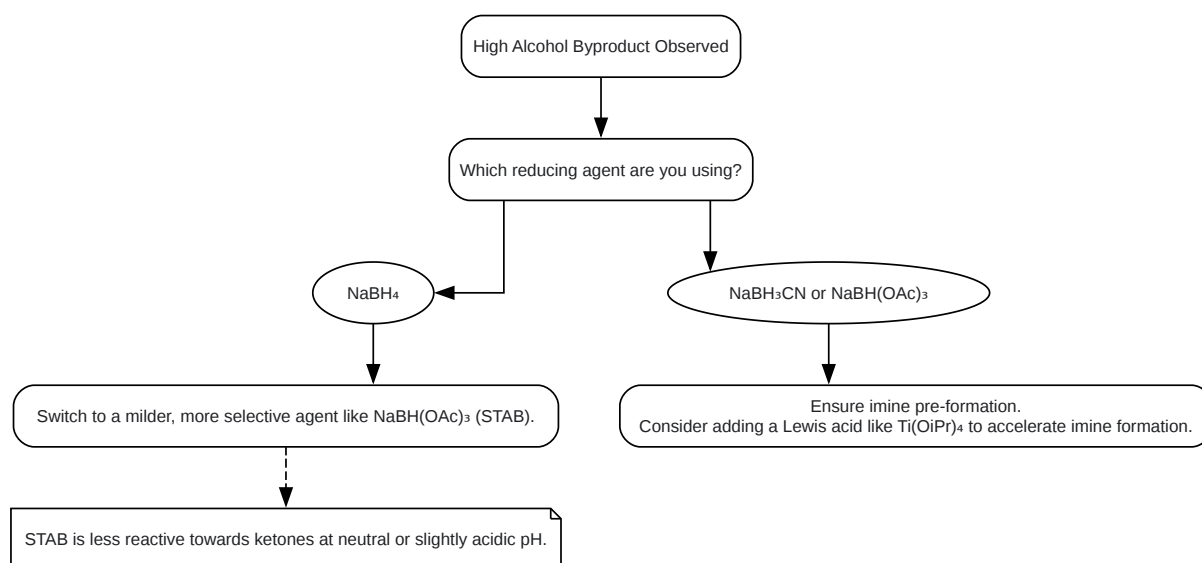 High Alcohol Byproduct Observed
Which reducing agent are you using?
NaBH₄
NaBH₃CN or NaBH(OAc)₃
Switch to a milder, more selective agent like NaBH(OAc)₃ (STAB).
Ensure imine pre-formation.
Consider adding a Lewis acid like Ti(OiPr)₄ to accelerate imine formation.
STAB is less reactive towards ketones at neutral or slightly acidic pH.